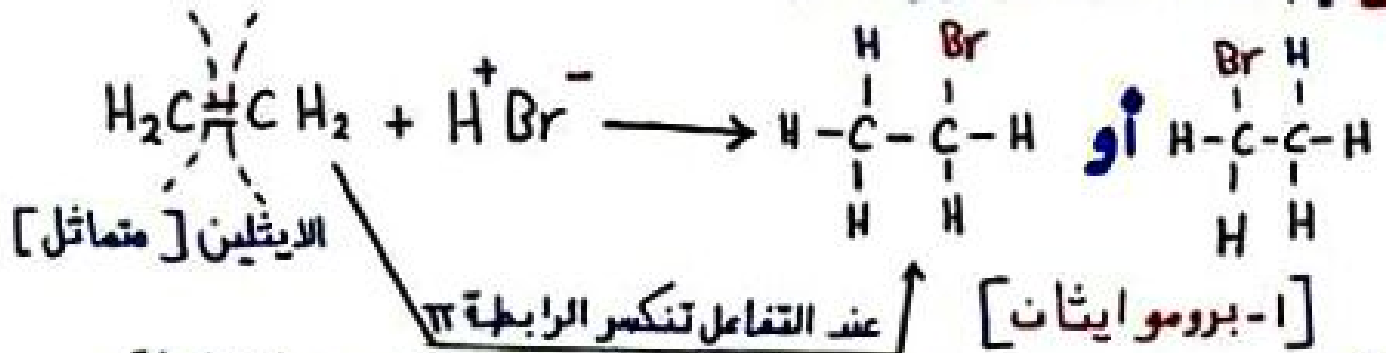 H₂C=CH₂ + H⁺Br⁻ → H-C-C-H أو H-C-C-H
H Br Br H
H H H H
الايثلين [ متماثل ]
عند التفاعل تنكسر الرابطة π
[ ١- برومو ايثان ]